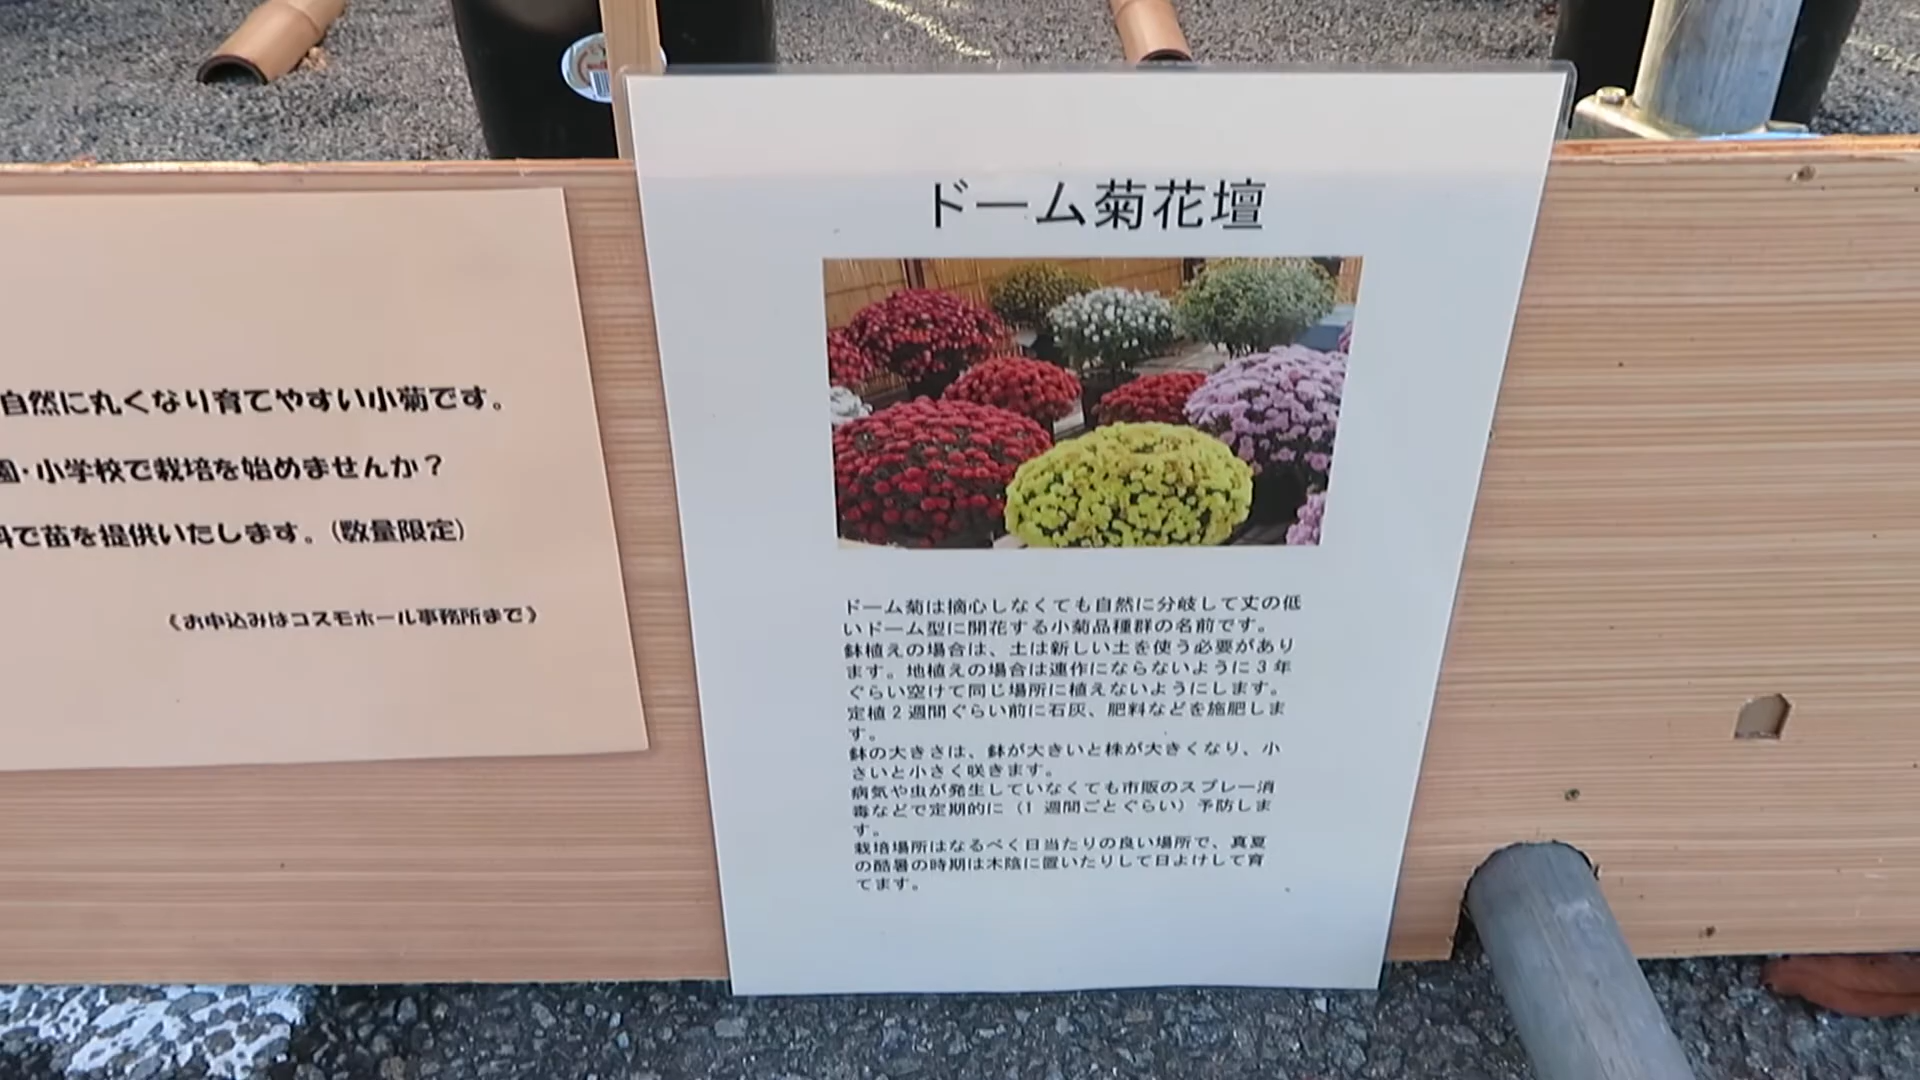 自然に丸くなり育てやすい小菊です。
園・小学校で栽培を始めませんか？
料で苗を提供いたします。（数量限定）
《お申込みはコスモホール事務所まで》
ドーム菊花壇
ドーム菊は摘心しなくても自然に分岐して丈の低
いドーム型に開花する小菊品種群の名前です。
鉢植えの場合は、土は新しい土を使う必要があり
ます。地植えの場合は連作にならないように3年
ぐらい空けて同じ場所に植えないようにします。
定植2週間ぐらい前に石灰、肥料などを施肥しま
す。
鉢の大きさは、鉢が大きいと株が大きくなり、小
さいと小さく咲きます。
病気や虫が発生していなくても市販のスプレー消
毒などで定期的に（1 週間ごとぐらい）予防しま
す。
栽培場所はなるべく日当たりの良い場所で、真夏
の酷暑の時期は木陰に置いたりして日よけして育
てます。